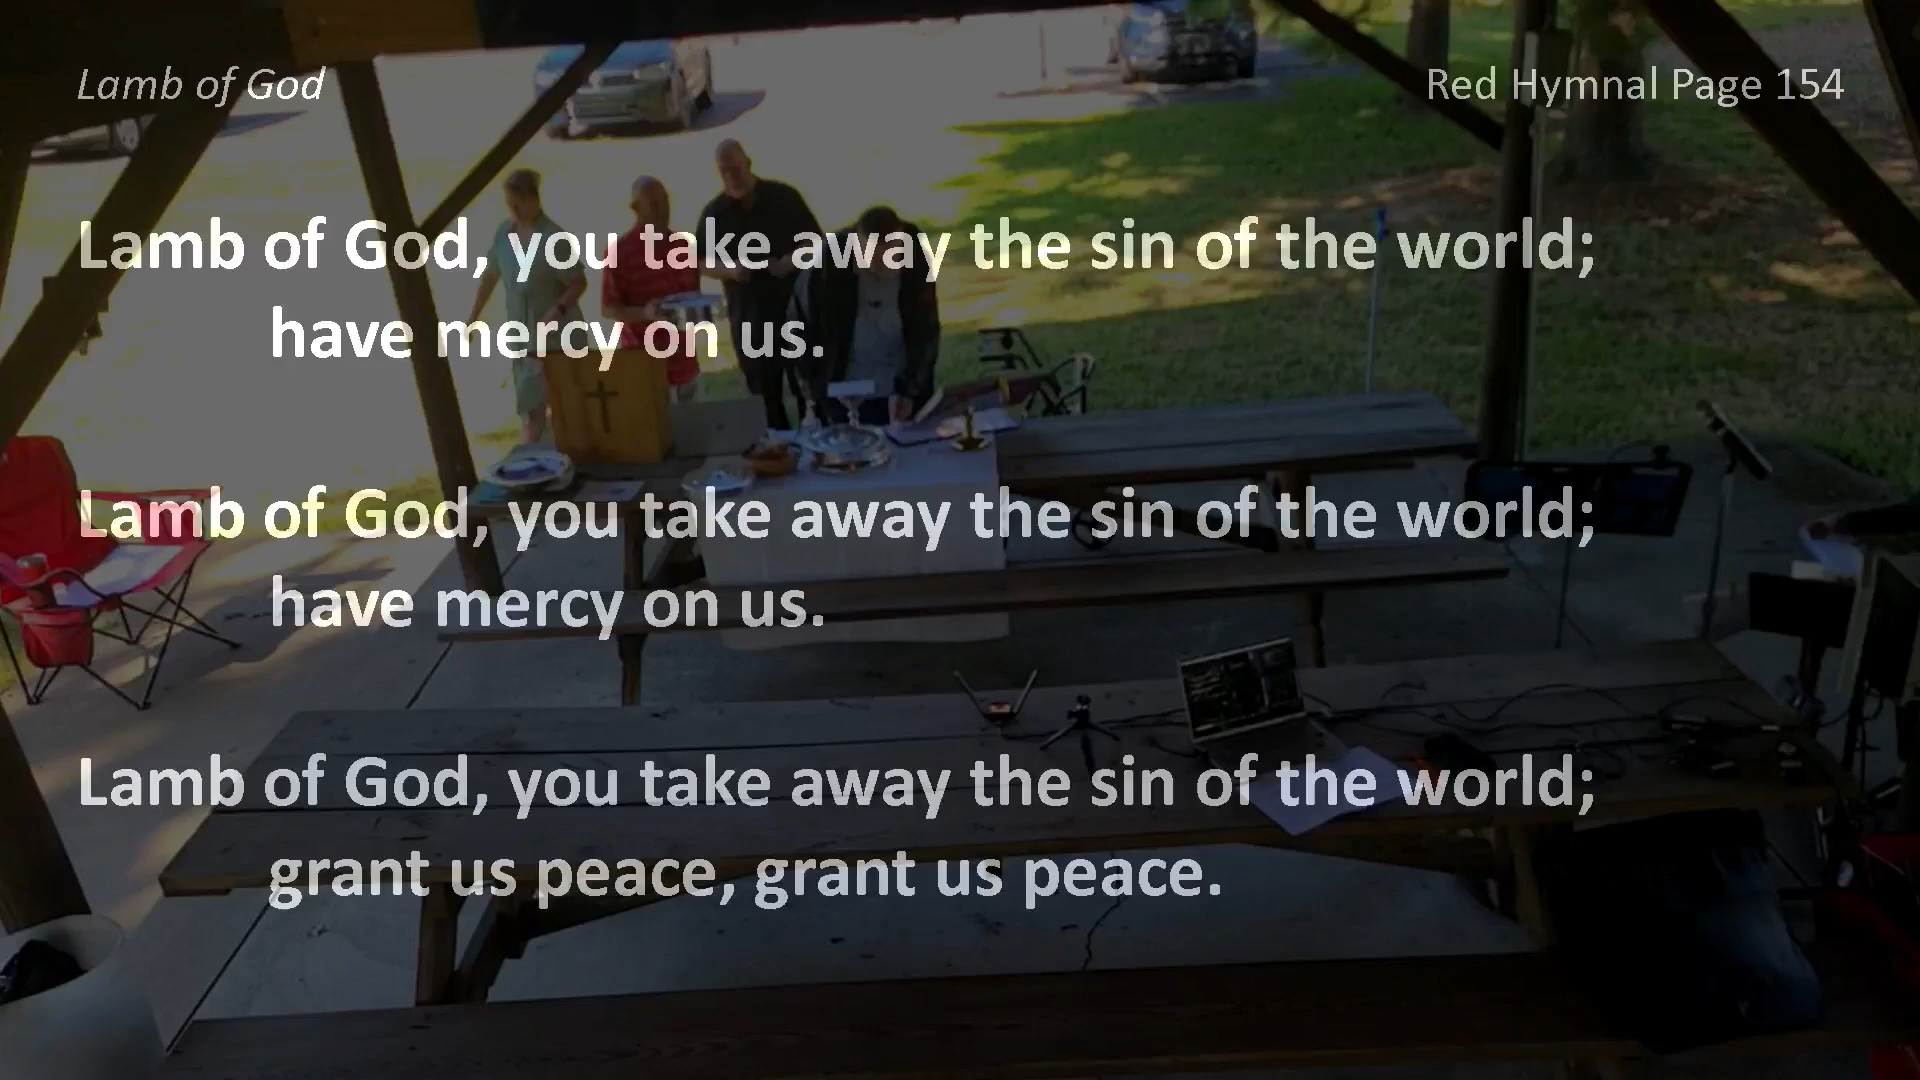 Lamb of God
Red Hymnal Page 154
Lamb of God, you take away the sin of the world;
have mercy on us.
Lamb of God, you take away the sin of the world;
have mercy on us.
Lamb of God, you take away the sin of the world;
grant us peace, grant us peace.